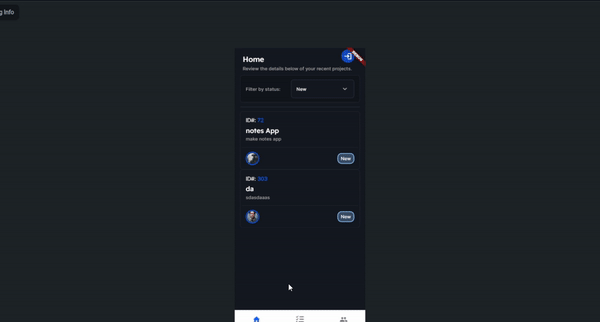 g Info
Home
Review the details below of your recent projects.
Filter by status: New
ID#: 72
notes App
make notes app
New
ID#: 303
da
New